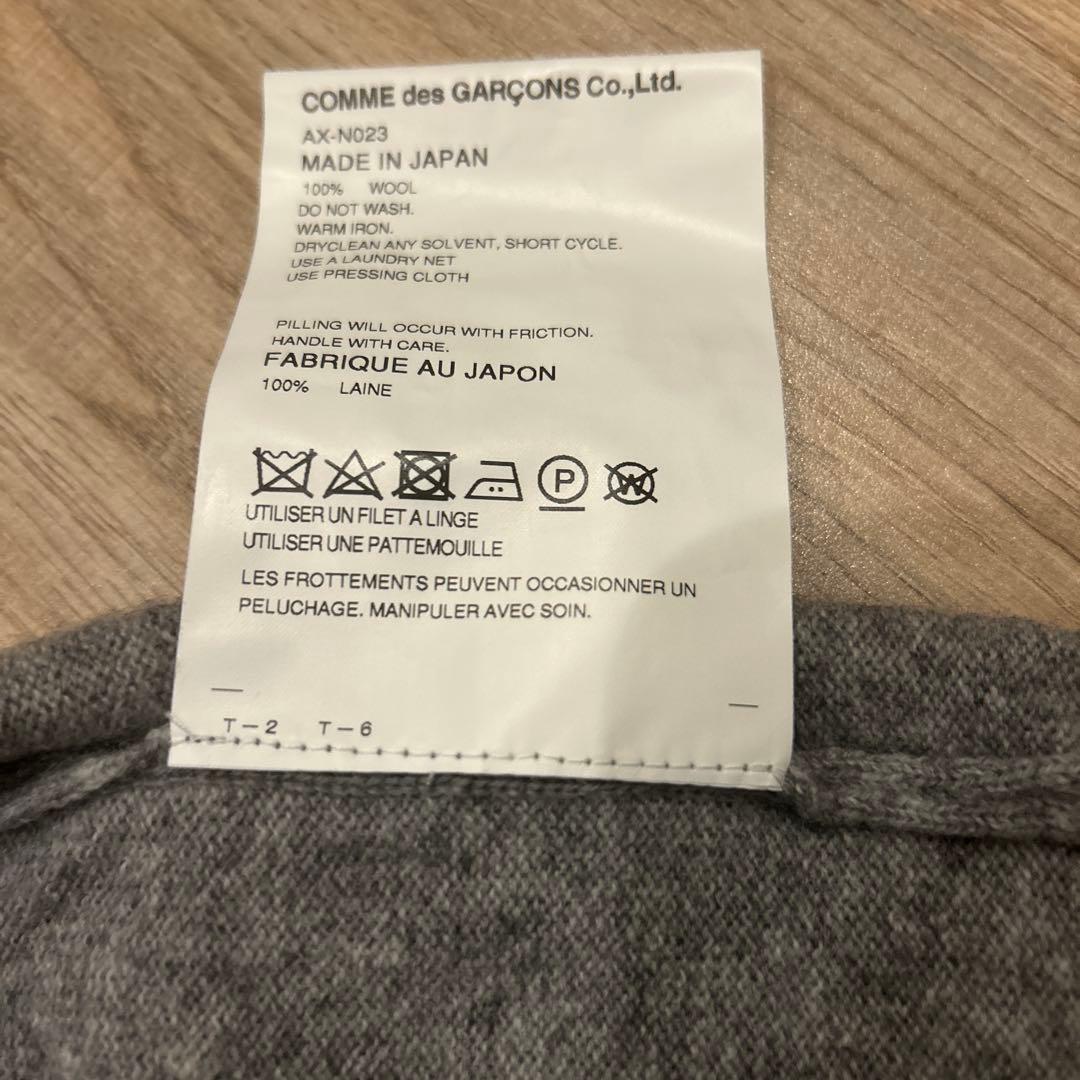 COMME des GARÇONS Co.,Ltd.
AX-N023
MADE IN JAPAN
100% WOOL
DO NOT WASH.
WARM IRON.
DRYCLEAN ANY SOLVENT, SHORT CYCLE.
USE A LAUNDRY NET
USE PRESSING CLOTH
PILLING WILL OCCUR WITH FRICTION.
HANDLE WITH CARE.
FABRIQUE AU JAPON
100% LAINE
P W
UTILISER UN FILET A LINGE
UTILISER UNE PATTEMOUILLE
LES FROTTEMENTS PEUVENT OCCASIONNER UN
PELUCHAGE. MANIPULER AVEC SOIN.
T-2 T-6